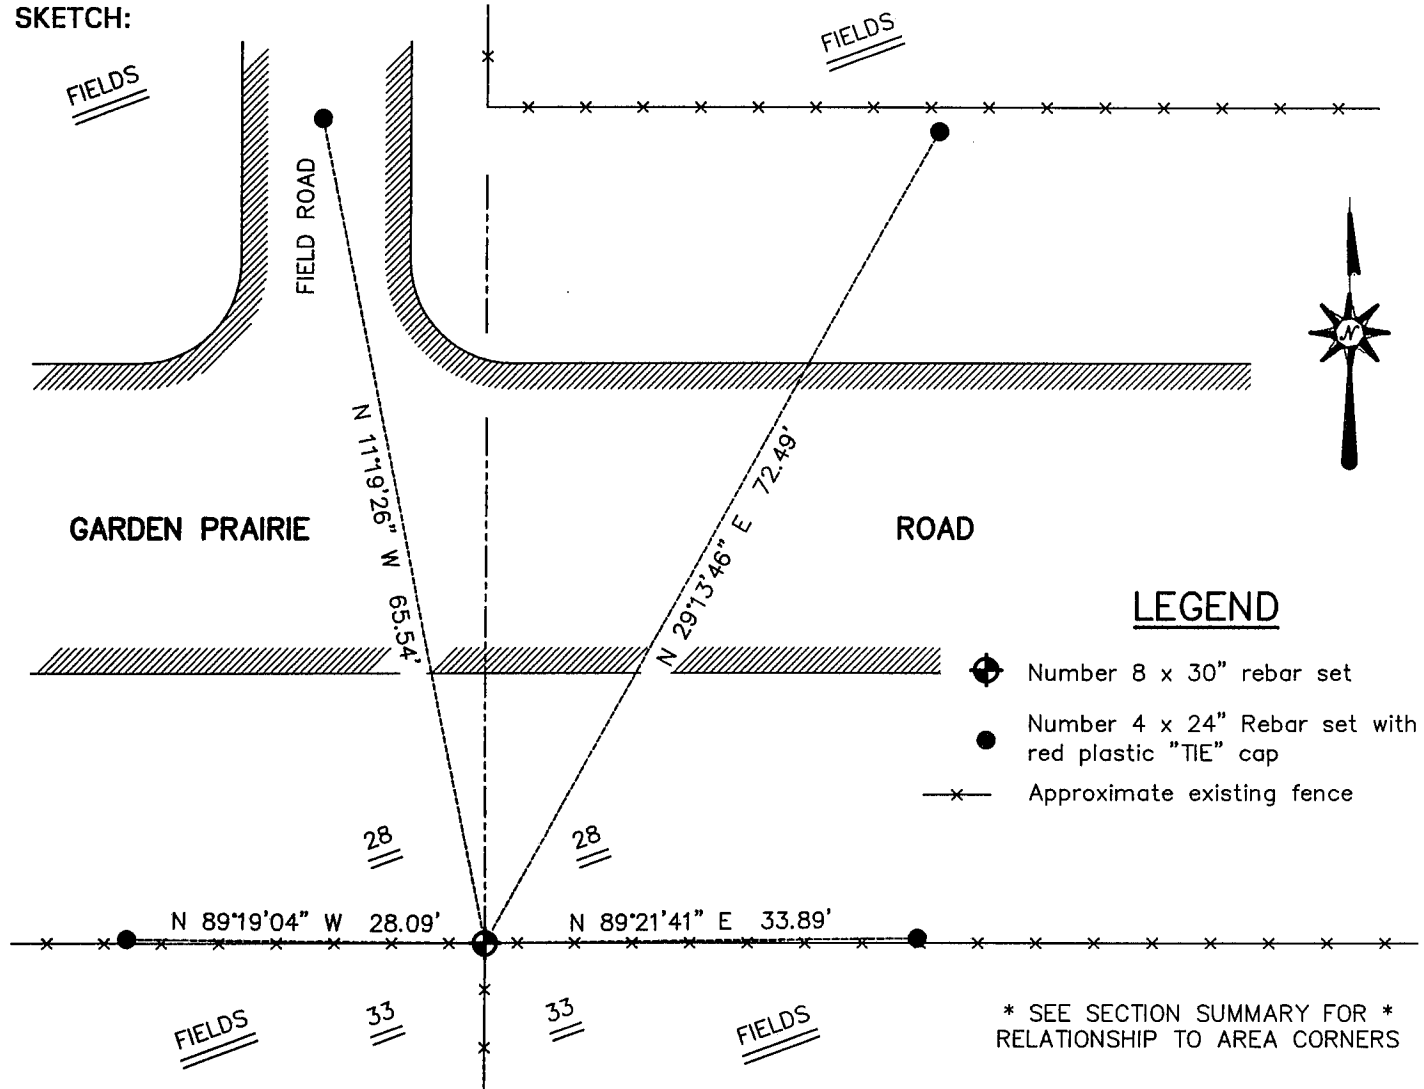 SKETCH:
FIELDS
FIELDS
FIELD ROAD
N
N 11°19'26" W 65.54'
N 29°13'46" E 72.49'
GARDEN PRAIRIE ROAD
LEGEND
Number 8 x 30" rebar set
Number 4 x 24" Rebar set with
red plastic "TIE" cap
Approximate existing fence
28
28
N 89°19'04" W 28.09'
N 89°21'41" E 33.89'
FIELDS
33
33
FIELDS
* SEE SECTION SUMMARY FOR *
RELATIONSHIP TO AREA CORNERS